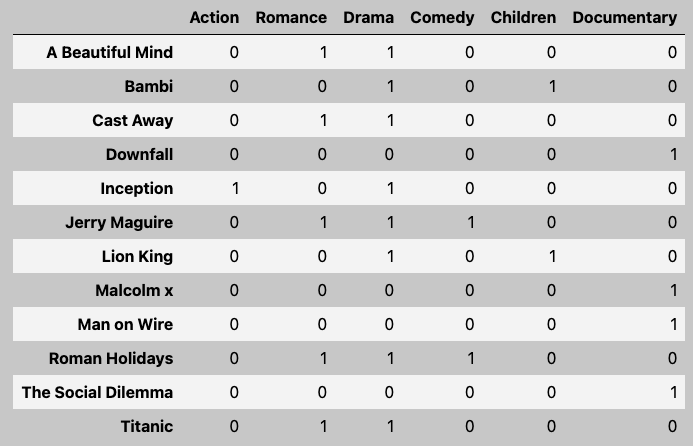 Action Romance Drama Comedy Children Documentary
A Beautiful Mind 0 1 1 0 0 0
Bambi 0 0 1 0 1 0
Cast Away 0 1 1 0 0 0
Downfall 0 0 0 0 0 1
Inception 1 0 1 0 0 0
Jerry Maguire 0 1 1 1 0 0
Lion King 0 0 1 0 1 0
Malcolm x 0 0 0 0 0 1
Man on Wire 0 0 0 0 0 1
Roman Holidays 0 1 1 1 0 0
The Social Dilemma 0 0 0 0 0 1
Titanic 0 1 1 0 0 0